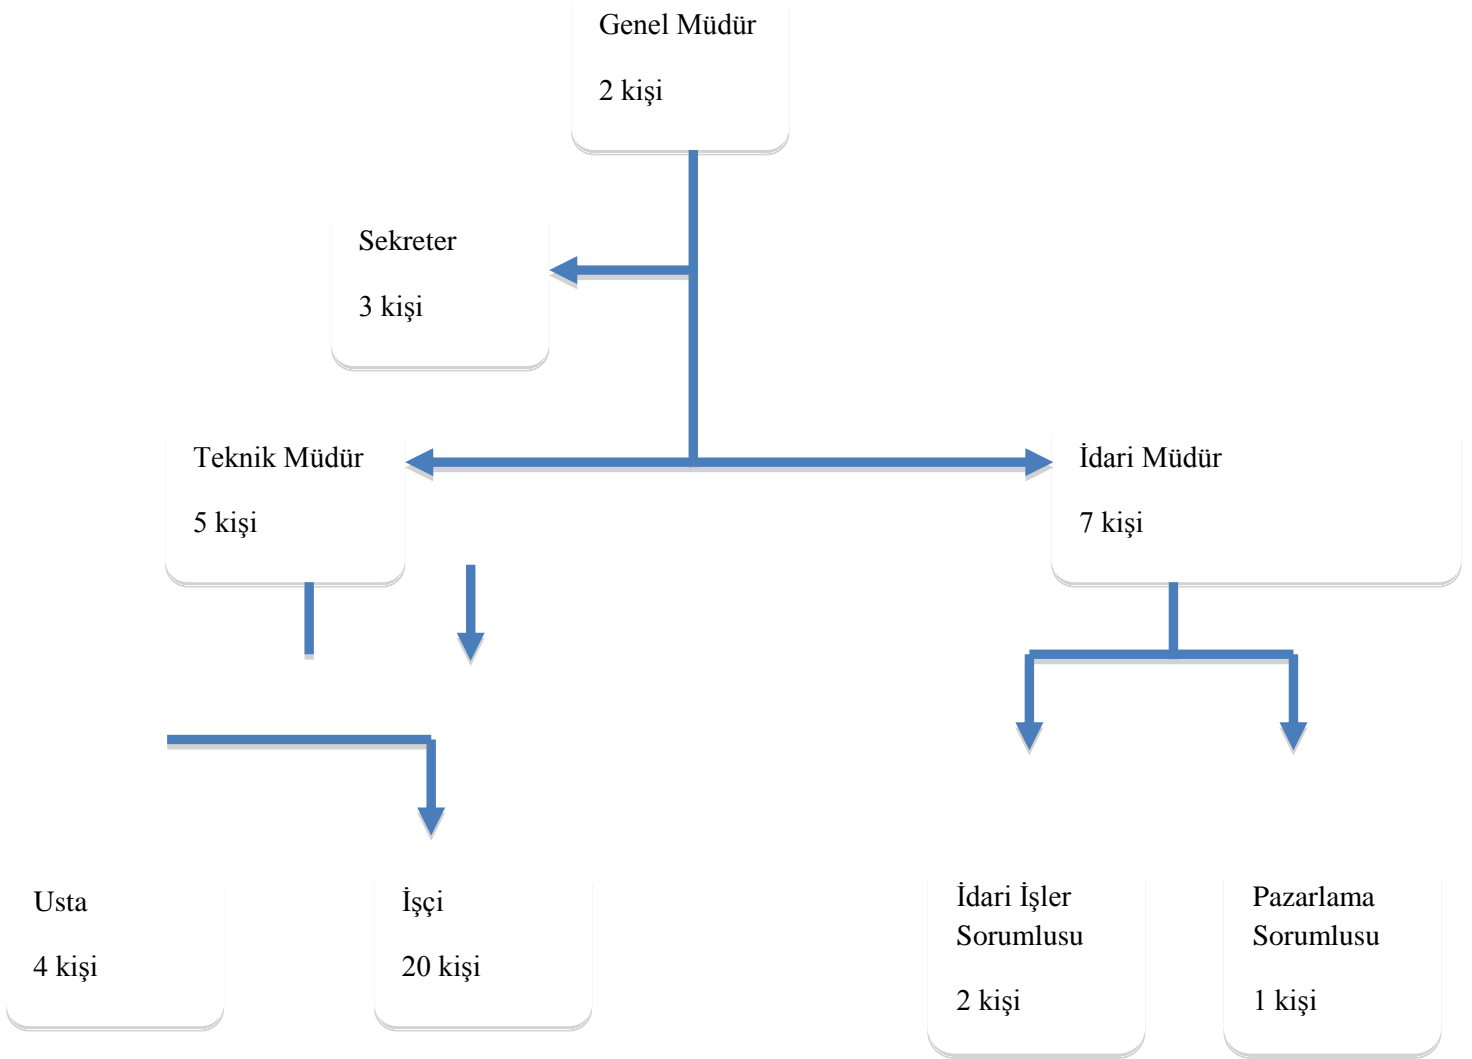 Genel Müdür
2 kişi
Sekreter
3 kişi
Teknik Müdür
5 kişi
İdari Müdür
7 kişi
Usta
4 kişi
İşçi
20 kişi
İdari İşler
Sorumlusu
2 kişi
Pazarlama
Sorumlusu
1 kişi